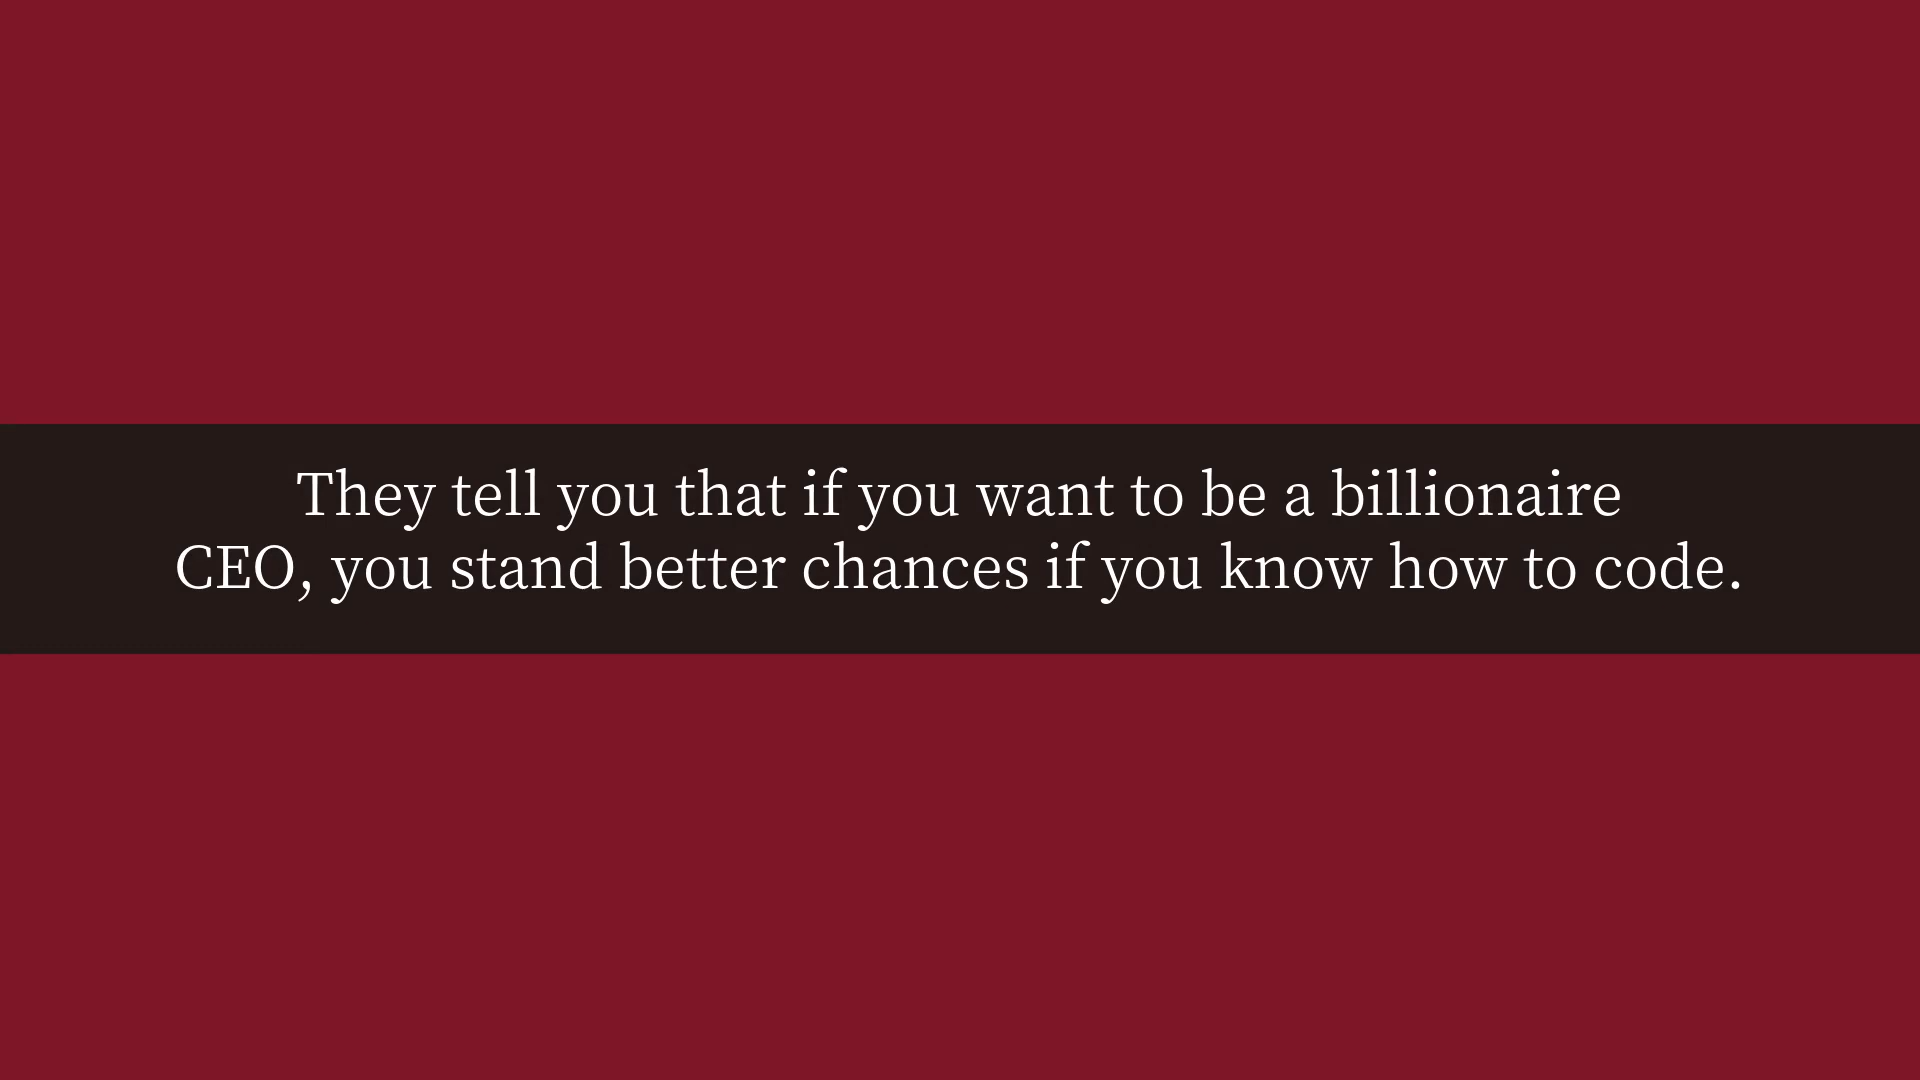 They tell you that if you want to be a billionaire
CEO, you stand better chances if you know how to code.